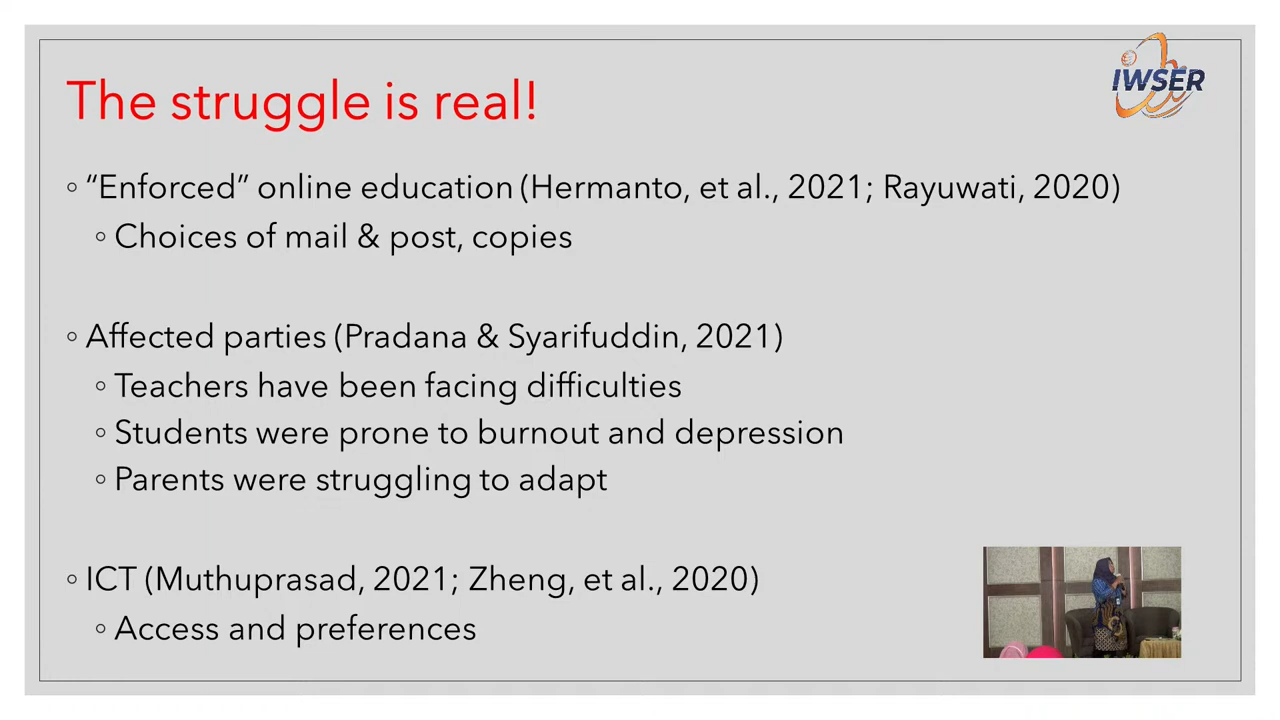 IWSER
The struggle is real!
◦ “Enforced” online education (Hermanto, et al., 2021; Rayuwati, 2020)
◦ Choices of mail & post, copies
◦ Affected parties (Pradana & Syarifuddin, 2021)
◦ Teachers have been facing difficulties
◦ Students were prone to burnout and depression
◦ Parents were struggling to adapt
◦ ICT (Muthuprasad, 2021; Zheng, et al., 2020)
◦ Access and preferences